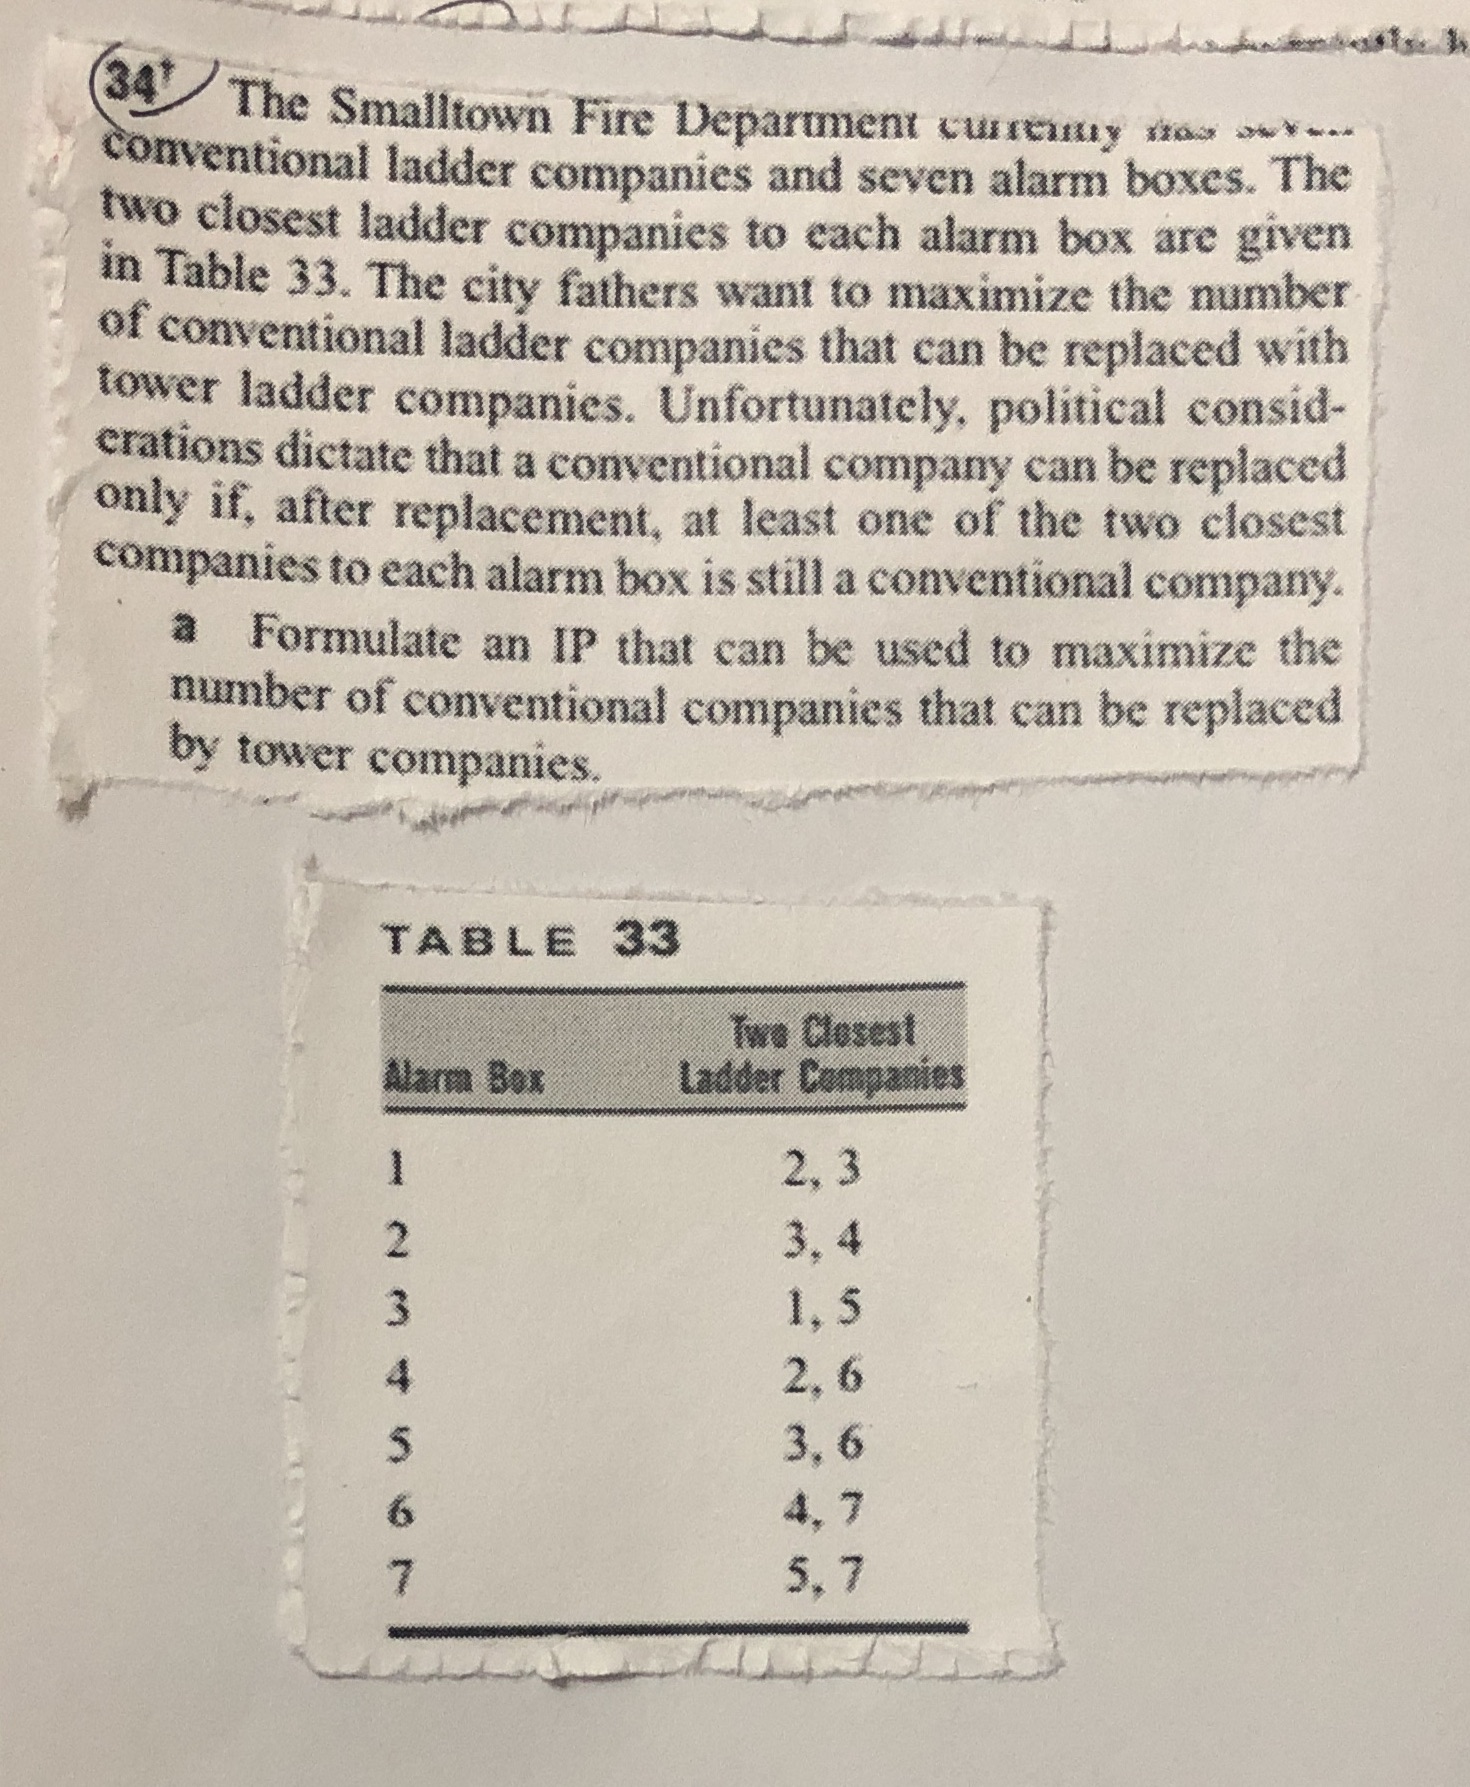 34† The Smalltown Fire Department currently has
conventional ladder companies and seven alarm boxes. The
two closest ladder companies to each alarm box are given
in Table 33. The city fathers want to maximize the number
of conventional ladder companies that can be replaced with
tower ladder companies. Unfortunately, political consid-
erations dictate that a conventional company can be replaced
only if, after replacement, at least one of the two closest
companies to each alarm box is still a conventional company.
a Formulate an IP that can be used to maximize the
number of conventional companies that can be replaced
by tower companies.
TABLE 33
Two Closest
Alarm Box Ladder Companies
1 2, 3
2 3, 4
3 1, 5
4 2, 6
5 3, 6
6 4, 7
7 5, 7